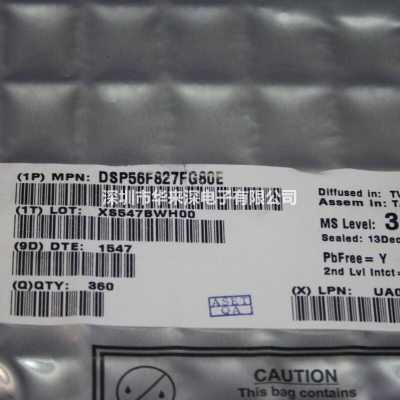 (1P) MPN: DSP56F827FG80E
深圳市华来深电子有限公司
(1T) LOT: XS547BWH00
(9D) DTE: 1547
(Q)QTY: 360
Diffused in: TW
Assem in: TA
MS Level: 3
Sealed: 13Dec
PbFree= Y
2nd Lvl Intct=
(X) LPN: UA0
ASET
QA
CAUTION
This bag contains